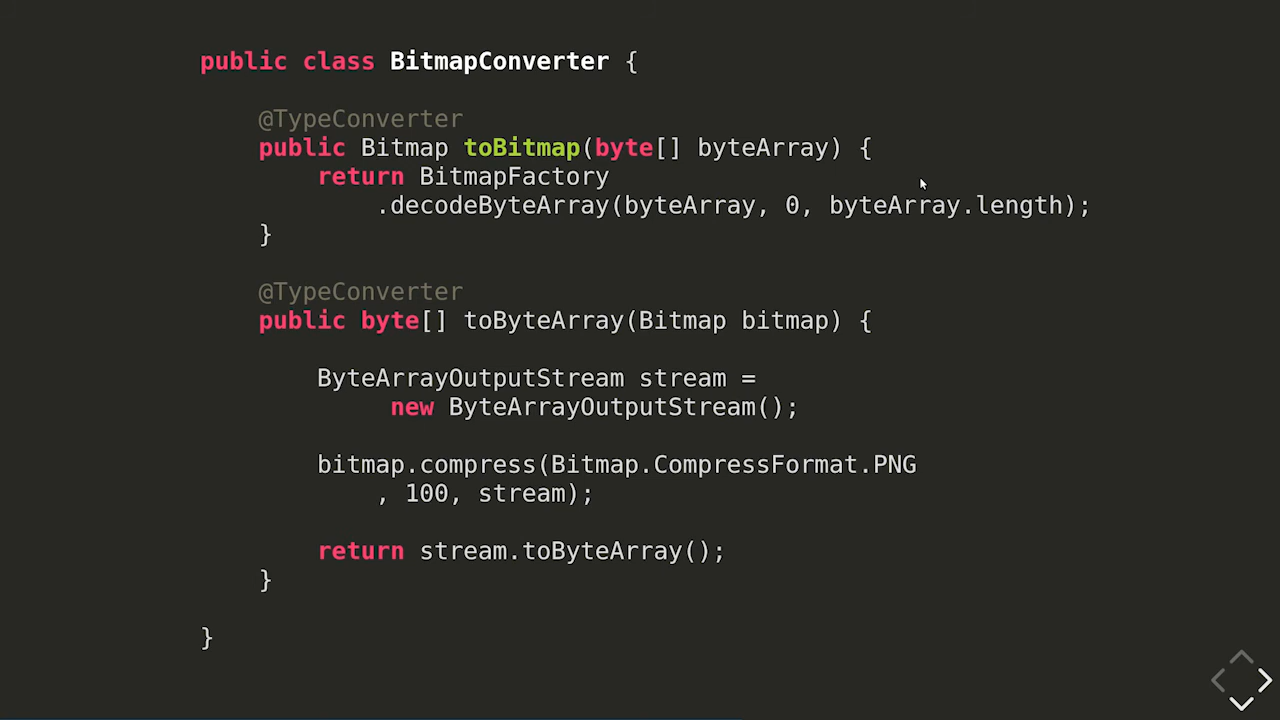 public class BitmapConverter {
@TypeConverter
public Bitmap toBitmap(byte[] byteArray) {
return BitmapFactory
.decodeByteArray(byteArray, 0, byteArray.length);
}
@TypeConverter
public byte[] toByteArray(Bitmap bitmap) {
ByteArrayOutputStream stream =
new ByteArrayOutputStream();
bitmap.compress(Bitmap.CompressFormat.PNG
, 100, stream);
return stream.toByteArray();
}
}